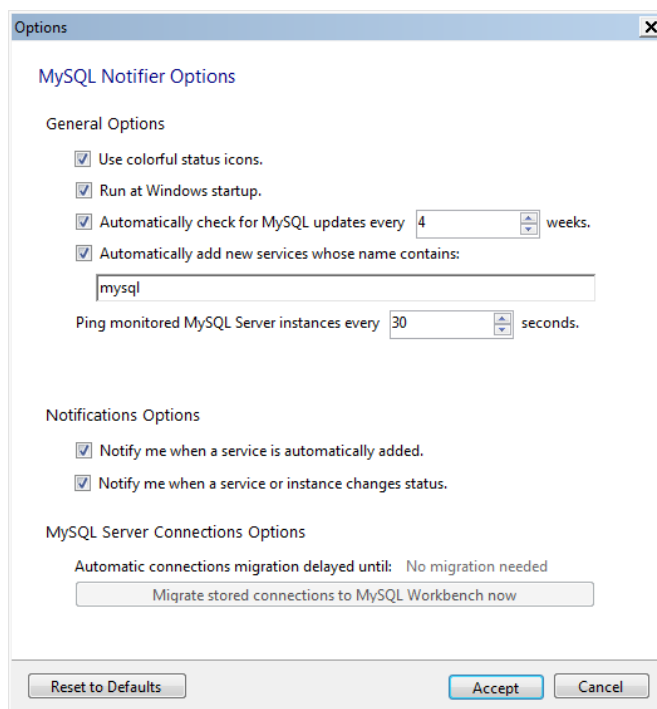 Options
MySQL Notifier Options
General Options
Use colorful status icons.
Run at Windows startup.
Automatically check for MySQL updates every 4 weeks.
Automatically add new services whose name contains:
mysql
Ping monitored MySQL Server instances every 30 seconds.
Notifications Options
Notify me when a service is automatically added.
Notify me when a service or instance changes status.
MySQL Server Connections Options
Automatic connections migration delayed until: No migration needed
Migrate stored connections to MySQL Workbench now
Reset to Defaults Accept Cancel